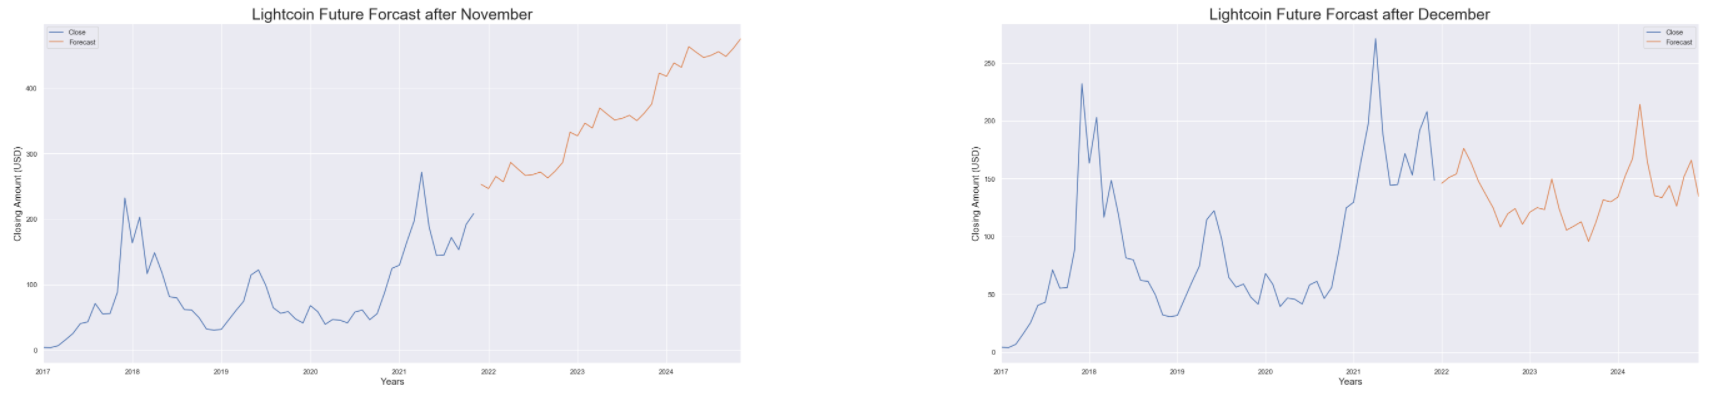 Lightcoin Future Forcast after November
Close
Forecast
400
300
200
100
0
Closing Amount (USD)
2017 2018 2019 2020 2021 2022 2023 2024
Years
Lightcoin Future Forcast after December
Close
Forecast
250
200
150
100
50
0
Closing Amount (USD)
2017 2018 2019 2020 2021 2022 2023 2024
Years